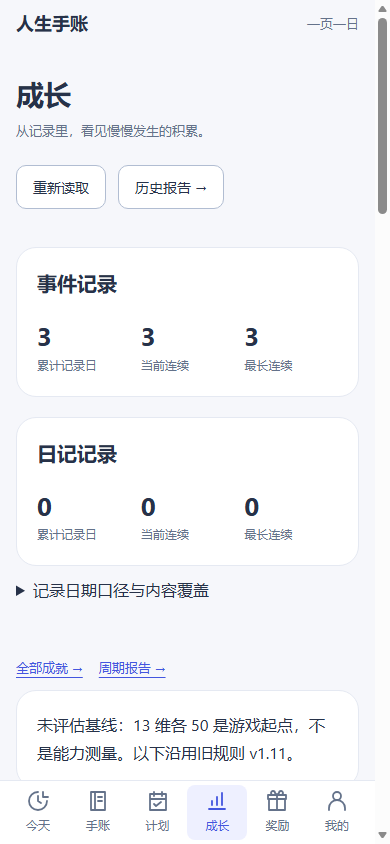 人生手账
一页一日
成长
从记录里，看见慢慢发生的积累。
重新读取
历史报告 →
事件记录
3 3 3
累计记录日 当前连续 最长连续
日记记录
0 0 0
累计记录日 当前连续 最长连续
▶ 记录日期口径与内容覆盖
全部成就 → 周期报告 →
未评估基线：13 维各 50 是游戏起点，不
是能力测量。以下沿用旧规则 v1.11。
今天 手账 计划 成长 奖励 我的